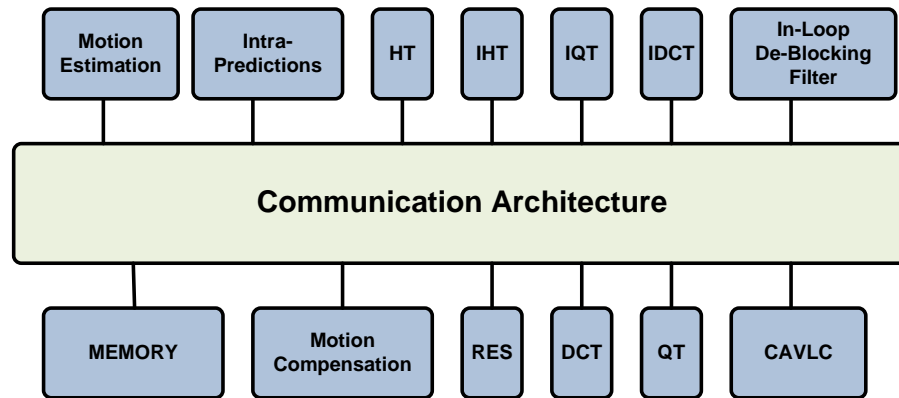 Motion
Estimation
Intra-
Predictions
HT
IHT
IQT
IDCT
In-Loop
De-Blocking
Filter
Communication Architecture
MEMORY
Motion
Compensation
RES
DCT
QT
CAVLC